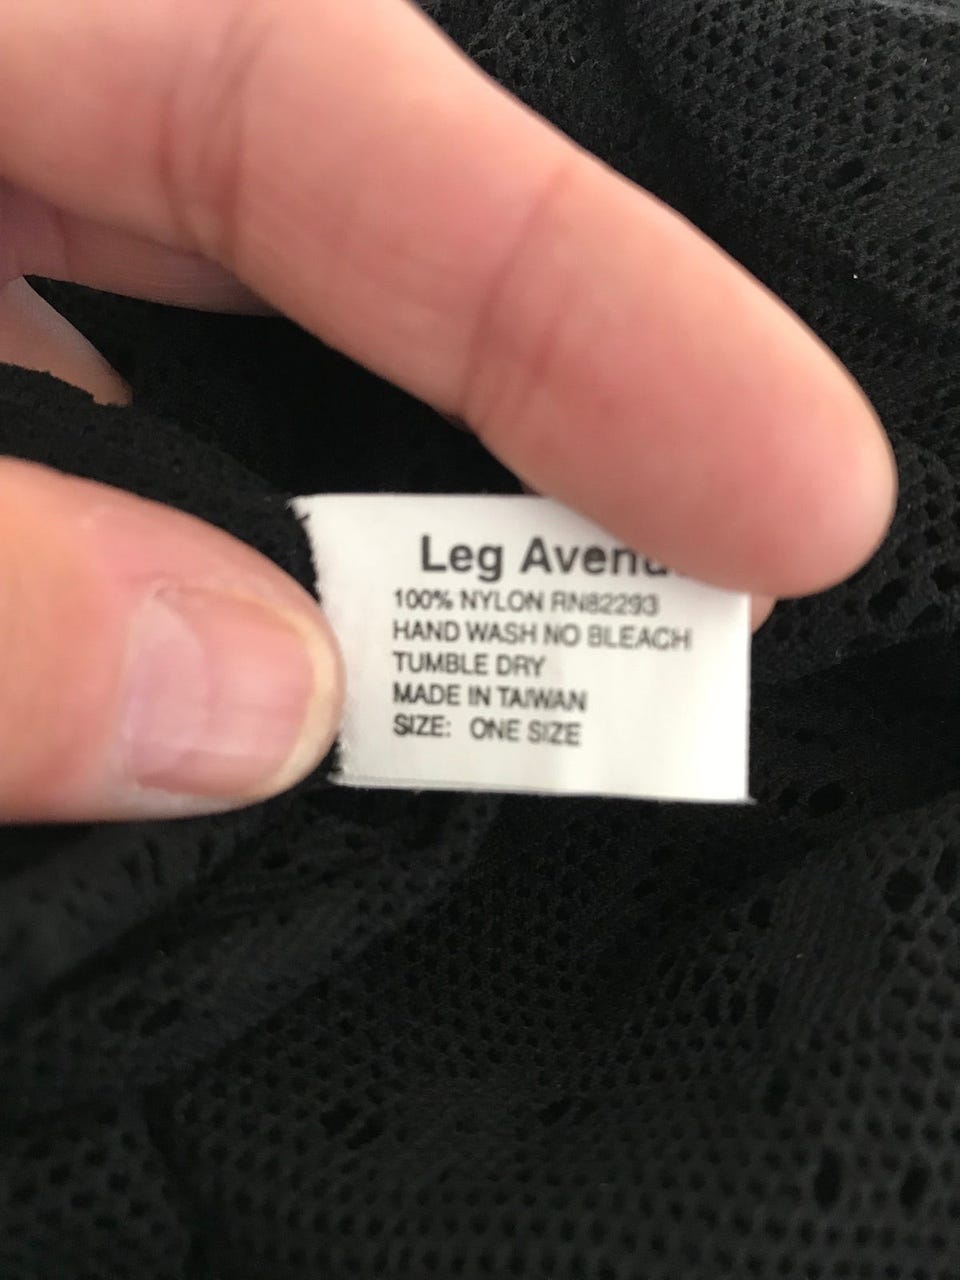 Leg Avenu
100% NYLON RN82293
HAND WASH NO BLEACH
TUMBLE DRY
MADE IN TAIWAN
SIZE: ONE SIZE